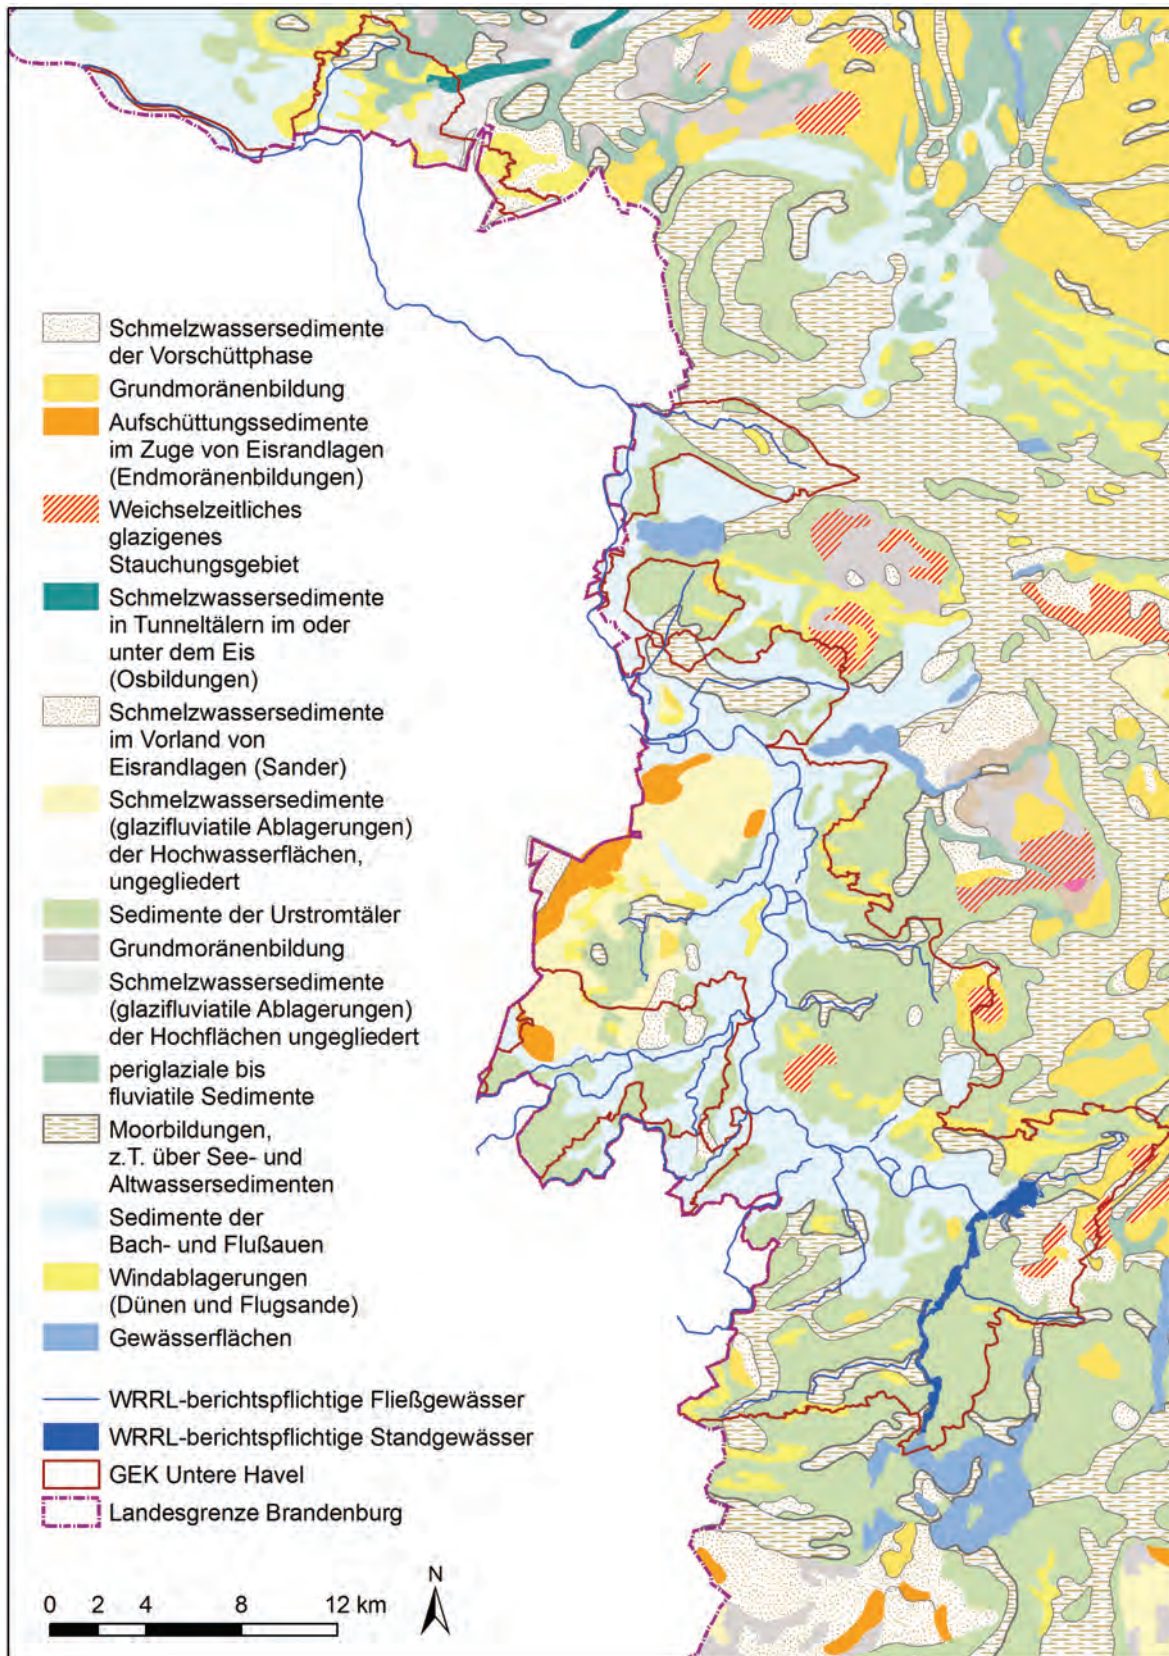 Schmelzwassersedimente
der Vorschüttphase
Grundmoränenbildung
Aufschüttungssedimente
im Zuge von Eisrandlagen
(Endmoränenbildungen)
Weichselzeitliches
glazigenes
Stauchungsgebiet
Schmelzwassersedimente
in Tunneltälern im oder
unter dem Eis
(Osbildungen)
Schmelzwassersedimente
im Vorland von
Eisrandlagen (Sander)
Schmelzwassersedimente
(glazifluviatile Ablagerungen)
der Hochwasserflächen,
ungegliedert
Sedimente der Urstromtäler
Grundmoränenbildung
Schmelzwassersedimente
(glazifluviatile Ablagerungen)
der Hochflächen ungegliedert
periglaziale bis
fluviatile Sedimente
Moorbildungen,
z.T. über See- und
Altwassersedimenten
Sedimente der
Bach- und Flußauen
Windablagerungen
(Dünen und Flugsande)
Gewässerflächen
WRRL-berichtspflichtige Fließgewässer
WRRL-berichtspflichtige Standgewässer
GEK Untere Havel
Landesgrenze Brandenburg
N
0 2 4 8 12 km